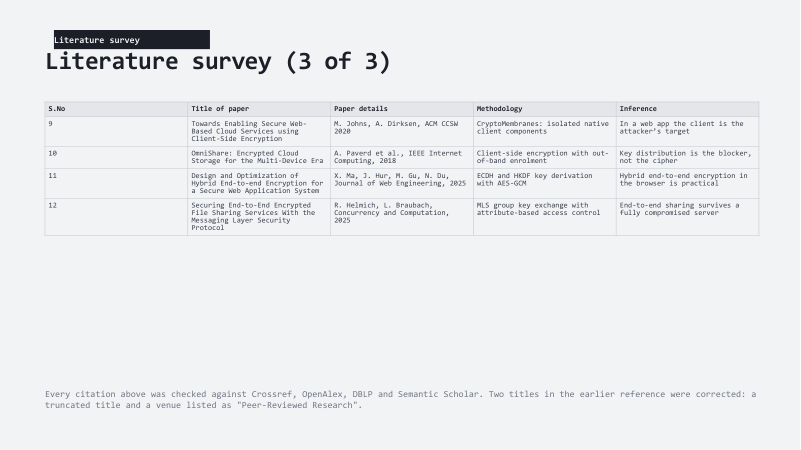 Literature survey
Literature survey (3 of 3)
S.No Title of paper Paper details Methodology Inference
9
Towards Enabling Secure Web-
Based Cloud Services using
Client-Side Encryption
M. Johns, A. Dirksen, ACM CCSW
2020
CryptoMembranes: isolated native
client components
In a web app the client is the
attacker’s target
10
OmniShare: Encrypted Cloud
Storage for the Multi-Device Era
A. Paverd et al., IEEE Internet
Computing, 2018
Client-side encryption with out-
of-band enrolment
Key distribution is the blocker,
not the cipher
11
Design and Optimization of
Hybrid End-to-end Encryption for
a Secure Web Application System
X. Ma, J. Hur, M. Gu, N. Du,
Journal of Web Engineering, 2025
ECDH and HKDF key derivation
with AES-GCM
Hybrid end-to-end encryption in
the browser is practical
12
Securing End-to-End Encrypted
File Sharing Services With the
Messaging Layer Security
Protocol
R. Helmich, L. Braubach,
Concurrency and Computation,
2025
MLS group key exchange with
attribute-based access control
End-to-end sharing survives a
fully compromised server
Every citation above was checked against Crossref, OpenAlex, DBLP and Semantic Scholar. Two titles in the earlier reference were corrected: a
truncated title and a venue listed as "Peer-Reviewed Research".